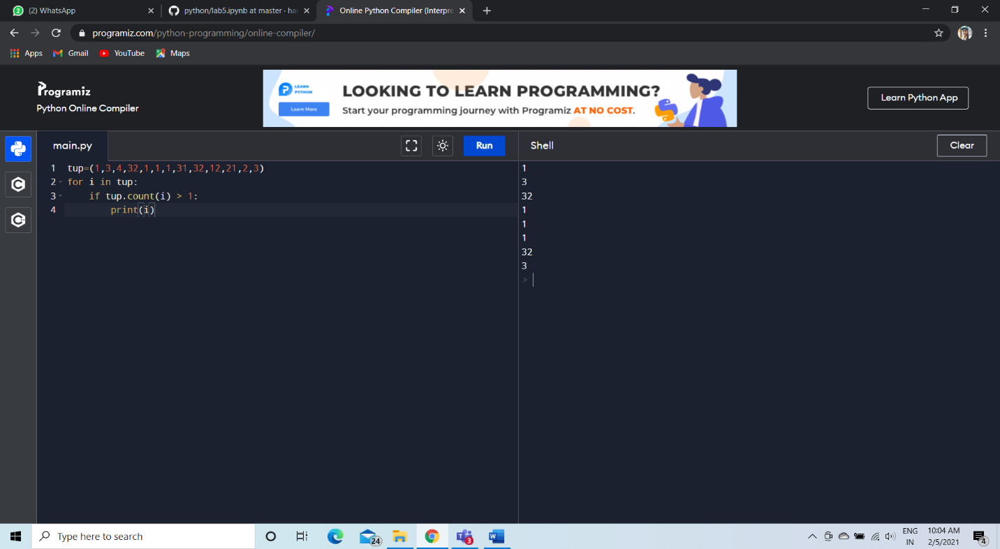 (2) WhatsApp
python/lab5.ipynb at master · ha
Online Python Compiler (Interpre
programiz.com/python-programming/online-compiler/
Apps Gmail YouTube Maps
Programiz
Python Online Compiler
LEARN
PYTHON
Learn More
LOOKING TO LEARN PROGRAMMING?
Start your programming journey with Programiz AT NO COST.
Learn Python App
main.py
Run
Shell
Clear
1 tup=(1,3,4,32,1,1,1,31,32,12,21,2,3)
2 for i in tup:
3     if tup.count(i) > 1:
4         print(i)
1
3
32
1
1
1
32
3
>
Type here to search
24
3
ENG
IN
10:04 AM
2/5/2021
4